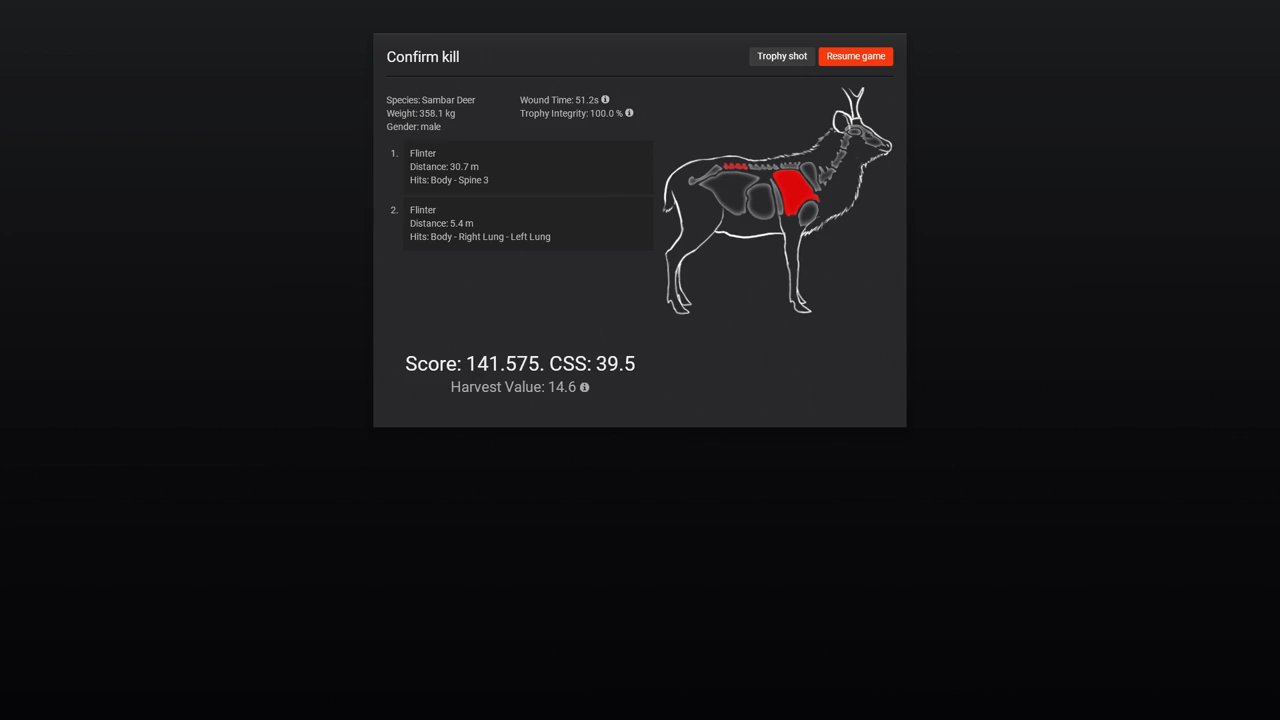 Confirm kill
Trophy shot
Resume game
Species: Sambar Deer
Weight: 358.1 kg
Gender: male
Wound Time: 51.2s
Trophy Integrity: 100.0 %
1.
Flinter
Distance: 30.7 m
Hits: Body - Spine 3
2.
Flinter
Distance: 5.4 m
Hits: Body - Right Lung - Left Lung
Score: 141.575. CSS: 39.5
Harvest Value: 14.6